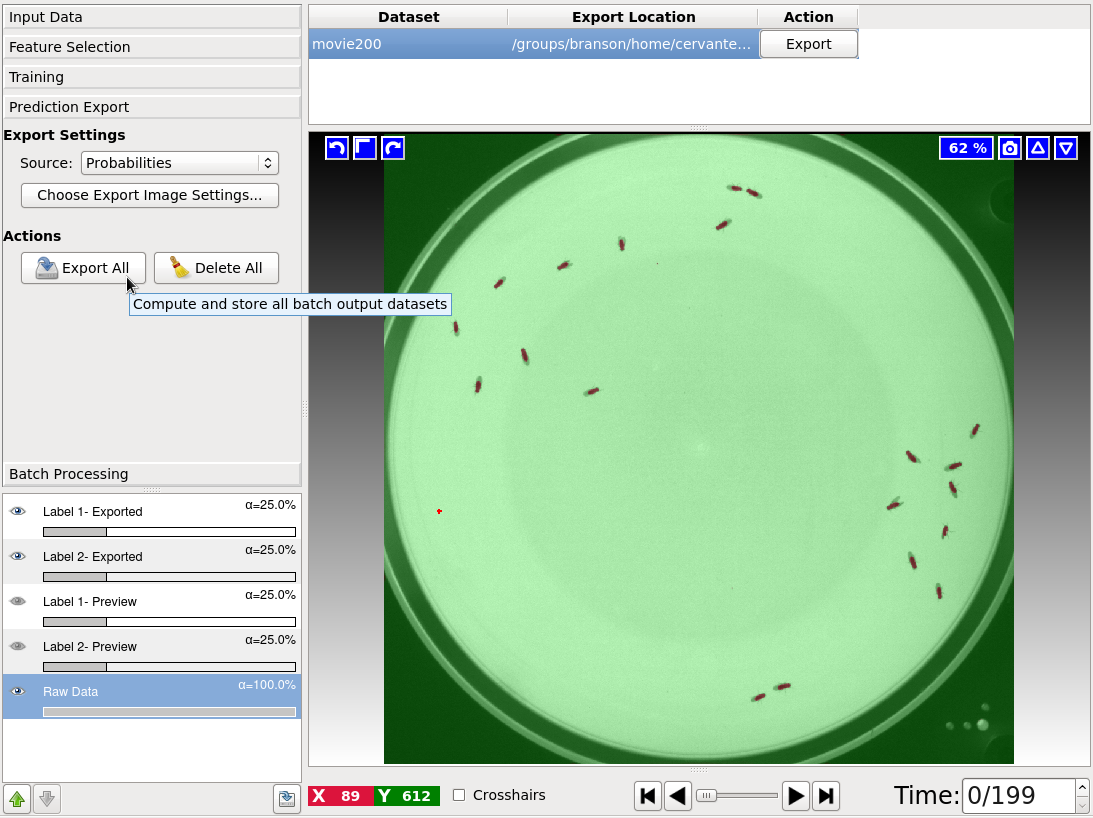 Input Data
Feature Selection
Training
Prediction Export
Export Settings
Source: Probabilities
Choose Export Image Settings...
Actions
Export All Delete All
Compute and store all batch output datasets
Batch Processing
Label 1- Exported α=25.0%
Label 2- Exported α=25.0%
Label 1- Preview α=25.0%
Label 2- Preview α=25.0%
Raw Data α=100.0%
Dataset Export Location Action
movie200 /groups/branson/home/cervante... Export
62 %
X 89 Y 612 Crosshairs Time: 0/199